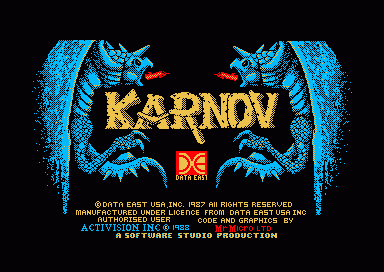 KARNOV
DATA EAST
© DATA EAST USA, INC. 1987 All RIGHTS RESERVED
MANUFACTURED UNDER LICENCE FROM DATA EAST USA INC
AUTHORISED USER CODE AND GRAPHICS BY
ACTIVISION INC © 1988 Mr Micro LTD
A SOFTWARE STUDIO PRODUCTION